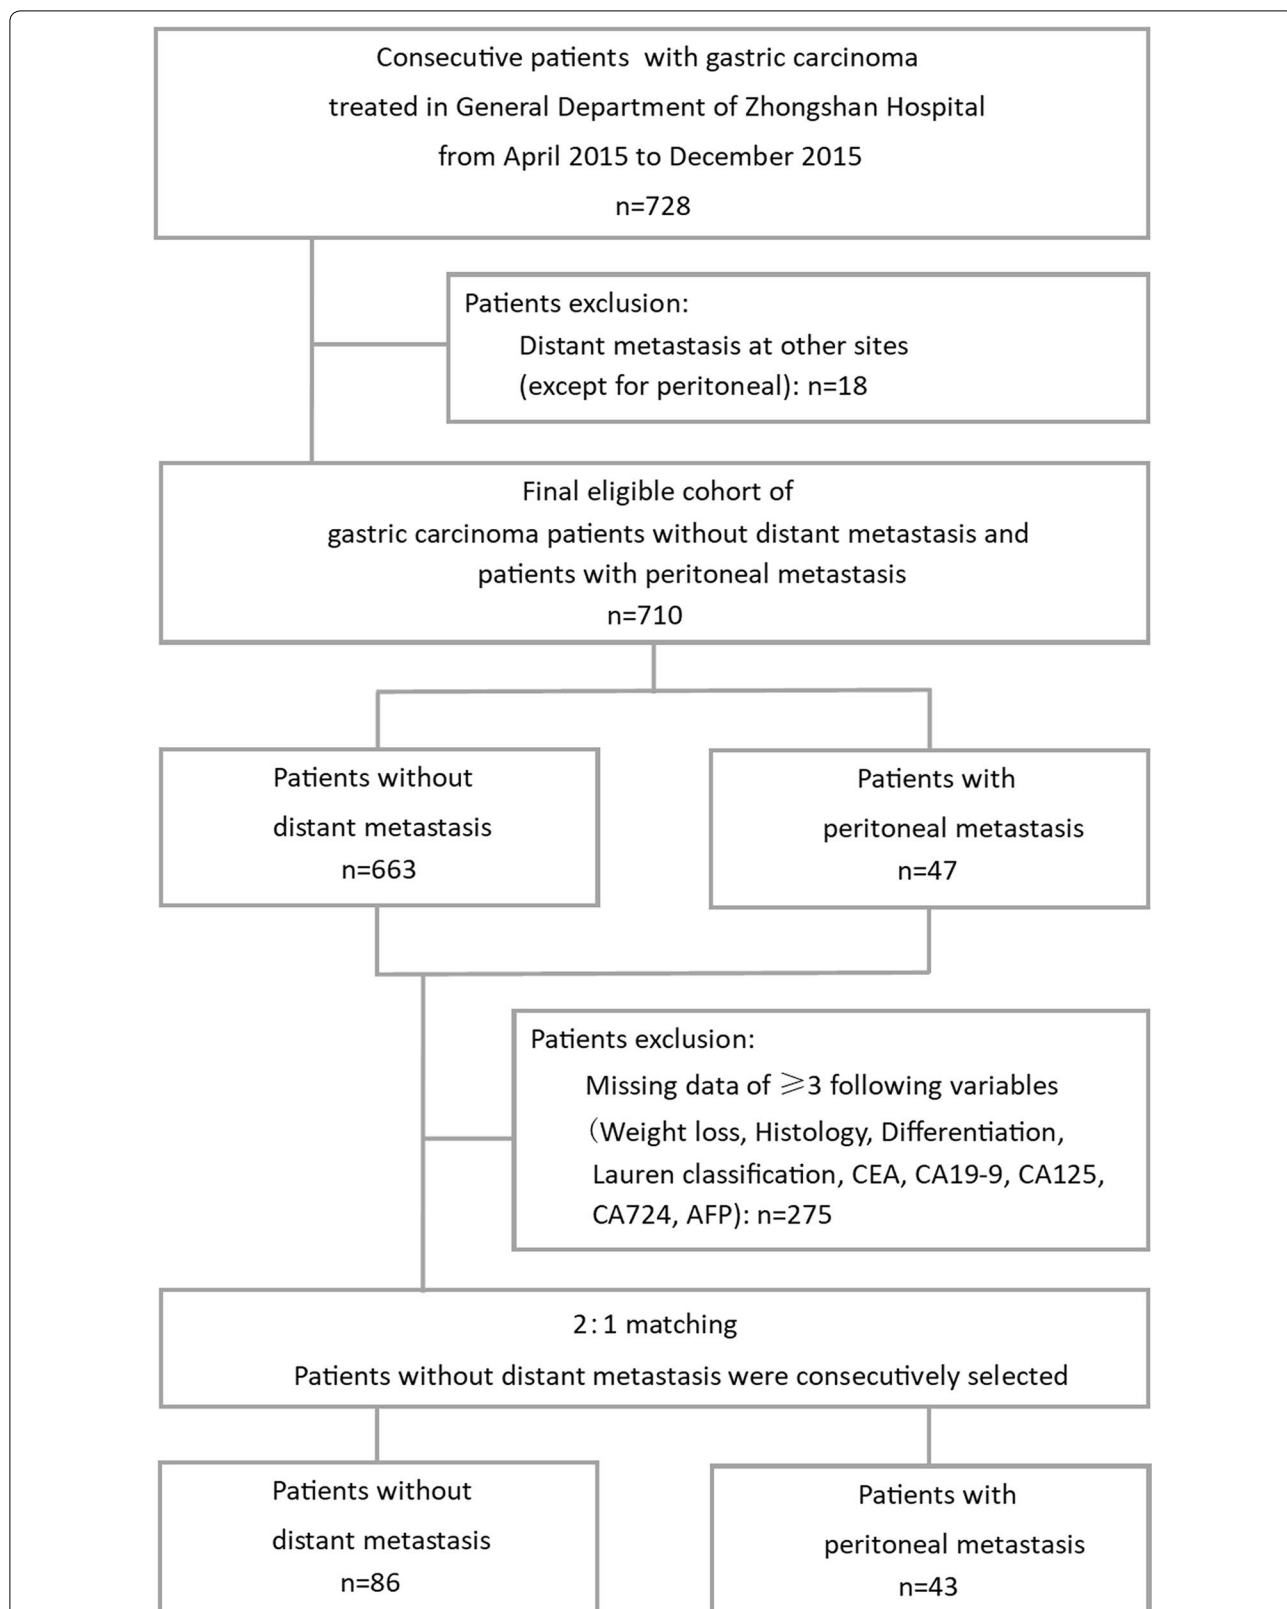 Consecutive patients with gastric carcinoma
treated in General Department of Zhongshan Hospital
from April 2015 to December 2015
n=728
Patients exclusion:
Distant metastasis at other sites
(except for peritoneal): n=18
Final eligible cohort of
gastric carcinoma patients without distant metastasis and
patients with peritoneal metastasis
n=710
Patients without
distant metastasis
n=663
Patients with
peritoneal metastasis
n=47
Patients exclusion:
Missing data of ≥3 following variables
（Weight loss, Histology, Differentiation,
Lauren classification, CEA, CA19-9, CA125,
CA724, AFP): n=275
2：1 matching
Patients without distant metastasis were consecutively selected
Patients without
distant metastasis
n=86
Patients with
peritoneal metastasis
n=43